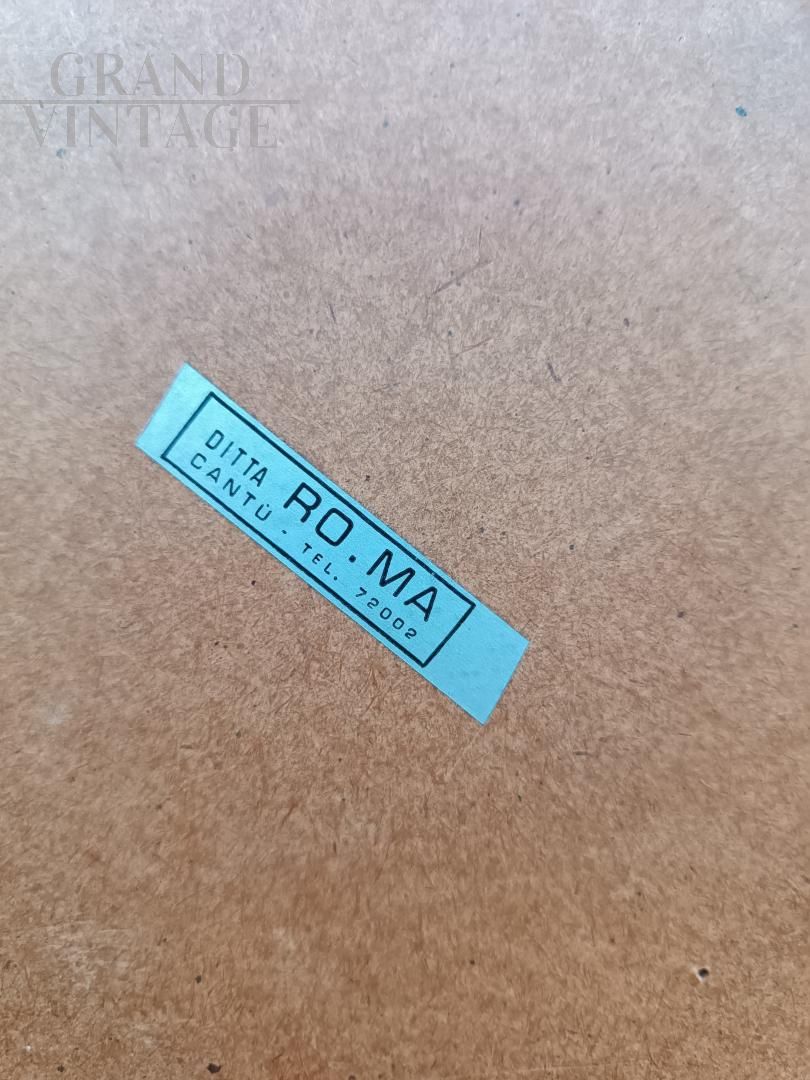 GRAND
VINTAGE
DITTA RO.MA
CANTÙ - TEL. 72002